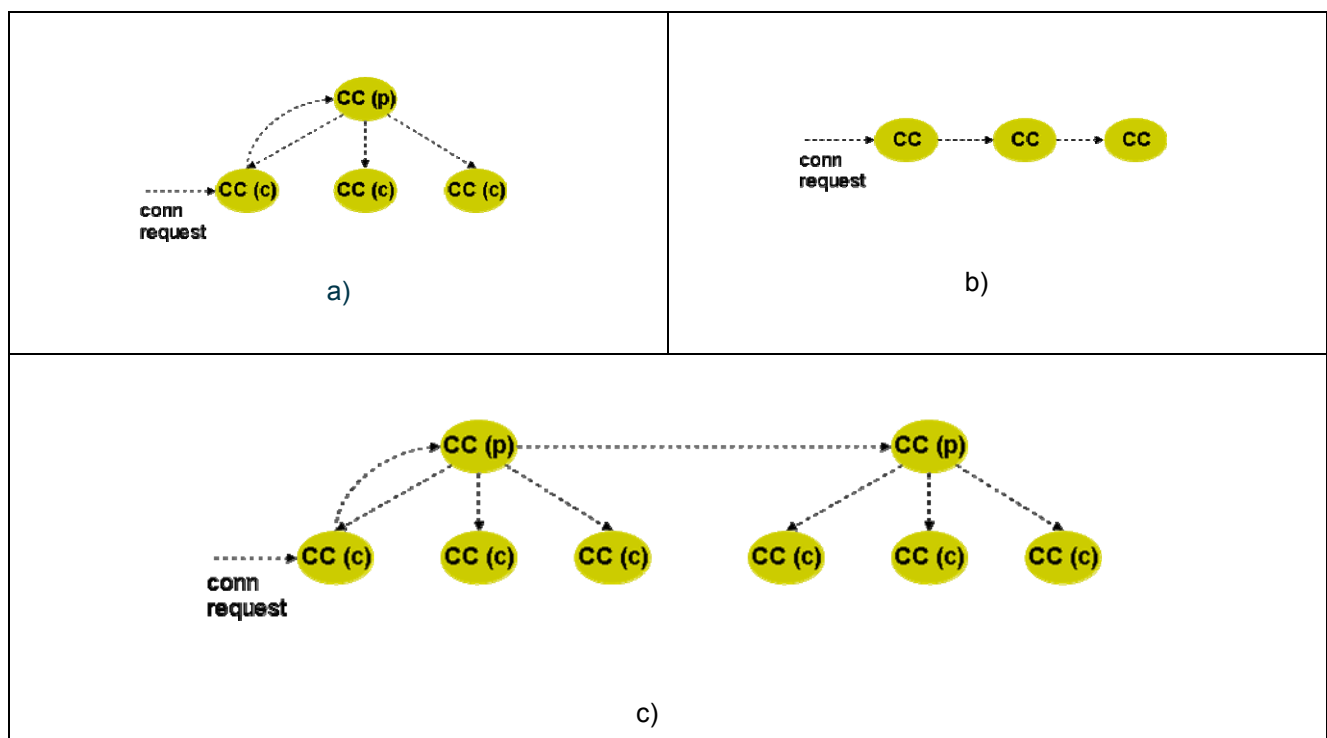 CC (p)
CC (c) CC (c) CC (c)
conn
request
a)
CC CC CC
conn
request
b)
CC (p) CC (p)
CC (c) CC (c) CC (c) CC (c) CC (c) CC (c)
conn
request
c)